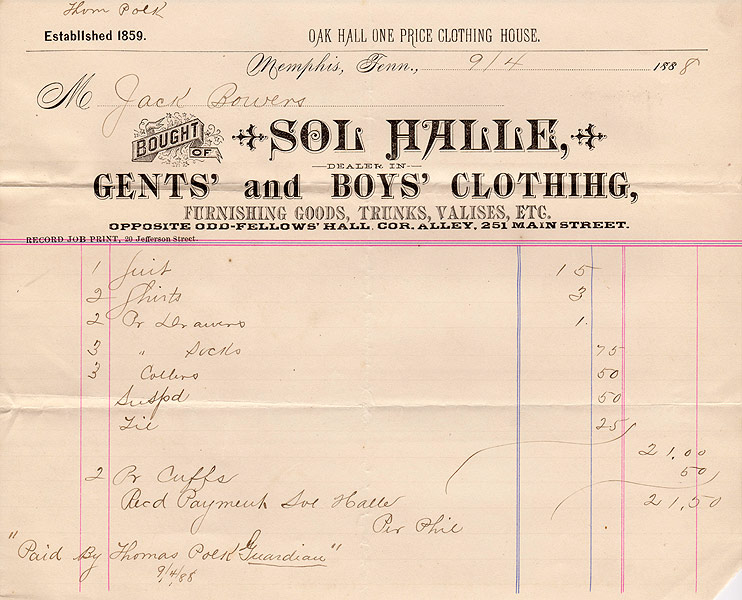 Thom Polk
Established 1859.
OAK HALL ONE PRICE CLOTHING HOUSE.
Memphis, Tenn., 9/4 1888
M Jack Bowers
BOUGHT OF
SOL HALLE,
DEALER IN
GENTS' and BOYS' CLOTHIHG,
FURNISHING GOODS, TRUNKS, VALISES, ETC.
OPPOSITE ODD-FELLOWS' HALL. COR. ALLEY, 251 MAIN STREET.
RECORD JOB PRINT, 20 Jefferson Street.
1 Suit 15
2 Shirts 3
2 Pr Drawers 1.
3 " Socks 75
3 Collers 50
Suspd 50
Tie 25
21,00
2 Pr Cuffs 50
Recd Payment Sol Halle 21,50
Per Phil
"Paid By Thomas Polk Guardian"
9/4/88